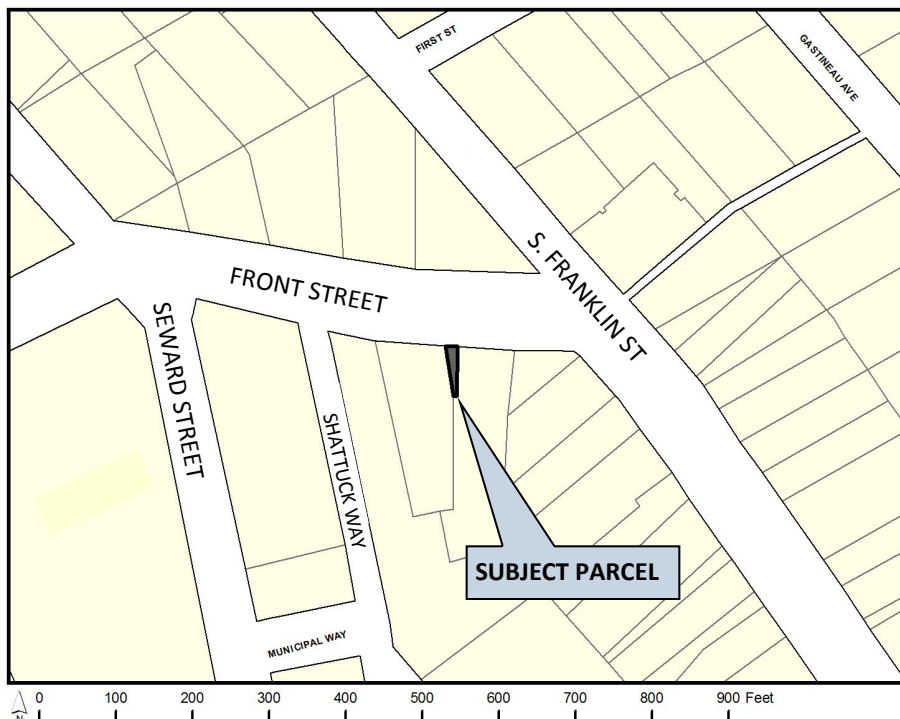 FIRST ST
GASTINEAU AVE
S. FRANKLIN ST
FRONT STREET
SEWARD STREET
SHATTUCK WAY
SUBJECT PARCEL
MUNICIPAL WAY
N 0 100 200 300 400 500 600 700 800 900 Feet